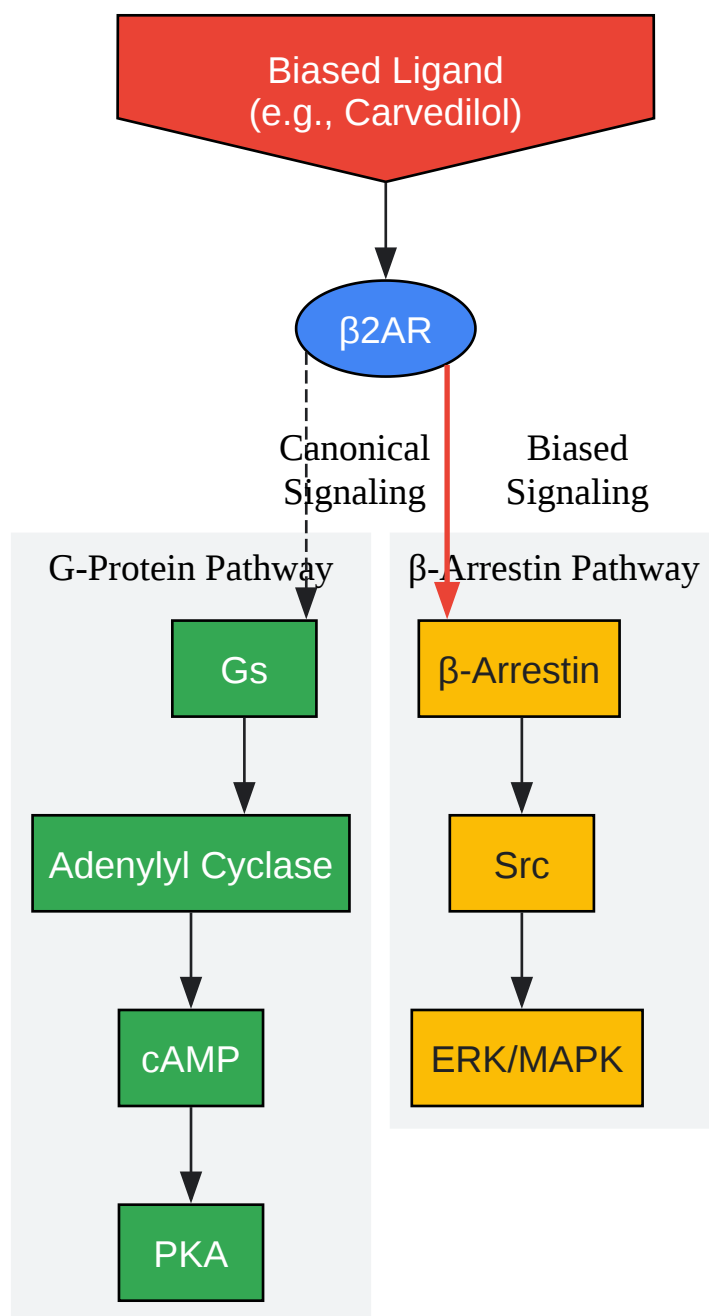 Biased Ligand
(e.g., Carvedilol)
β2AR
Canonical
Signaling
Biased
Signaling
G-Protein Pathway
Gs
Adenylyl Cyclase
cAMP
PKA
β-Arrestin Pathway
β-Arrestin
Src
ERK/MAPK